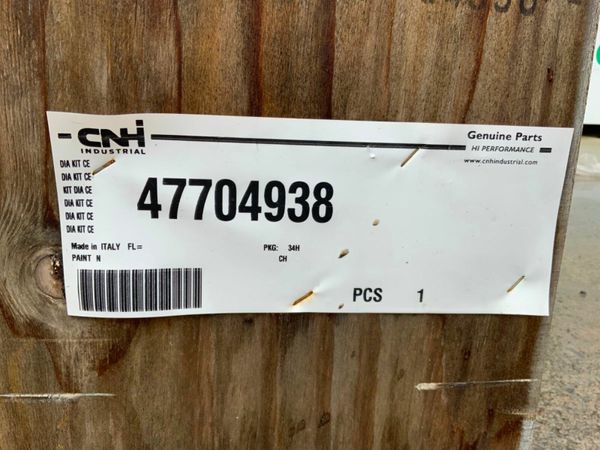 CNH
INDUSTRIAL
Genuine Parts
HI PERFORMANCE
www.cnhindustrial.com
DIA KIT CE
DIA KIT CE
KIT DIA CE
DIA KIT CE
DIA KIT CE
DIA KIT CE
47704938
Made in ITALY FL=
PKG: 34H
PAINT N
CH
PCS 1